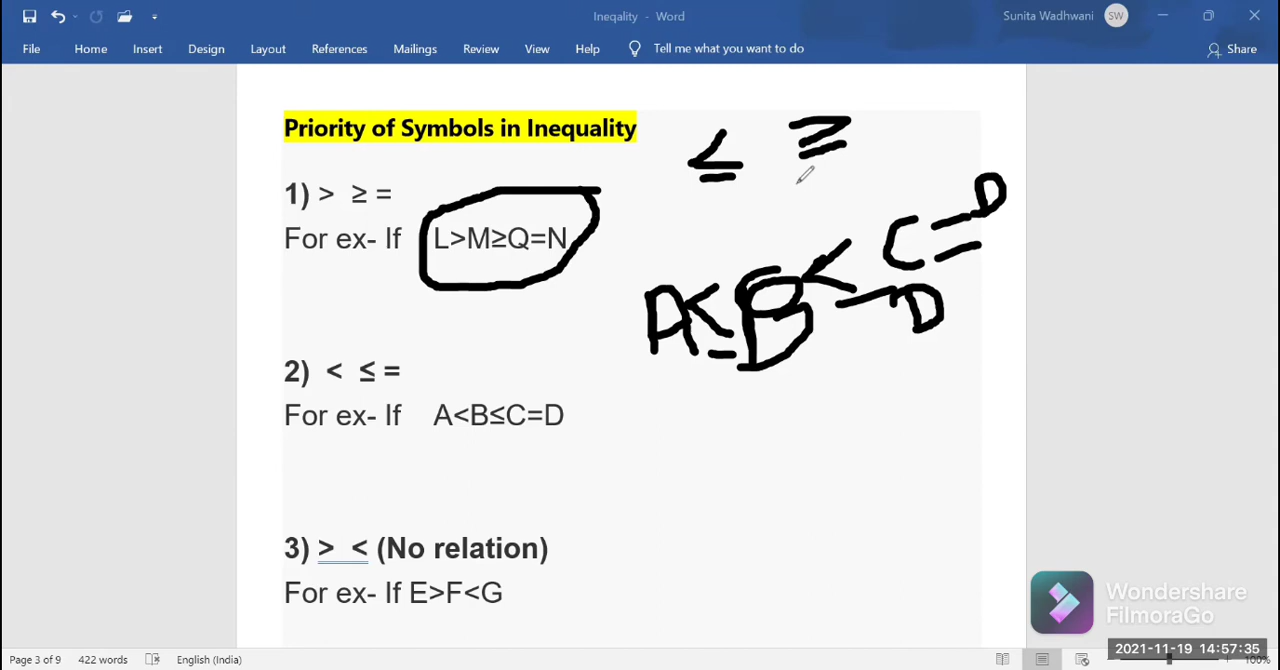 Ineqality - Word
Sunita Wadhwani SW
File Home Insert Design Layout References Mailings Review View Help Tell me what you want to do Share
Priority of Symbols in Inequality
≤ ≥
1) > ≥ =
For ex- If L>M≥Q=N
C=D
A≤B<
D
2) < ≤ =
For ex- If A<B≤C=D
3) > < (No relation)
For ex- If E>F<G
Wondershare
FilmoraGo
2021-11-19 14:57:35
Page 3 of 9 422 words English (India) 100%